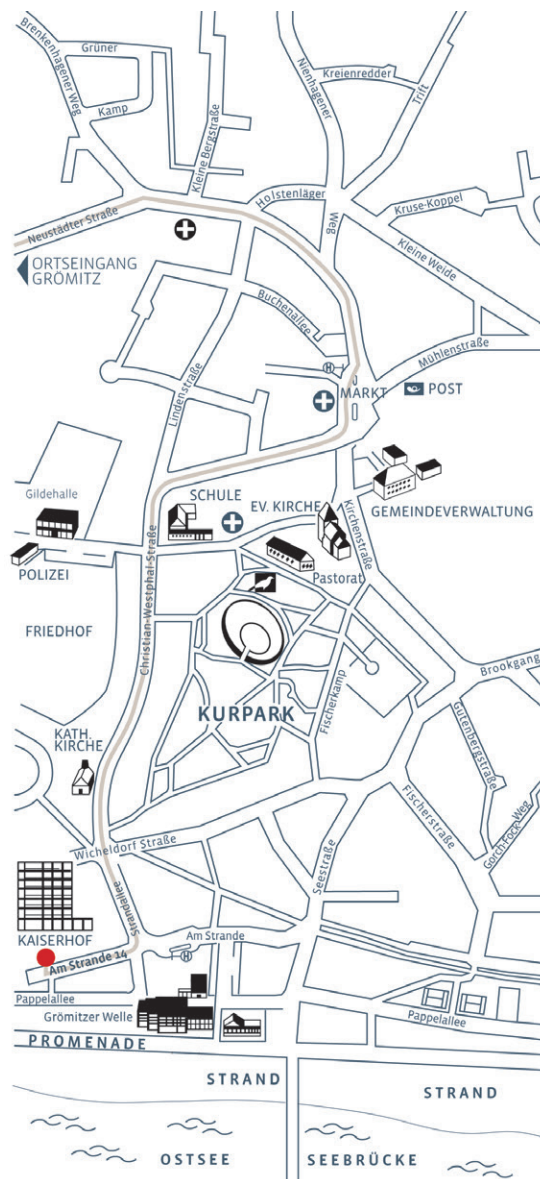 Brenkenhagener Weg
Grüner
Kamp
Kleine Bergstraße
Nienhagener
Weg
Kreienredder
Trift
Holstenläger
Kruse-Koppel
Kleine Weide
Neustädter Straße
ORTSEINGANG
GRÖMITZ
Buchenallee
Lindenstraße
Mühlenstraße
H
MARKT
POST
SCHULE
EV. KIRCHE
Kirchenstraße
GEMEINDEVERWALTUNG
Gildehalle
POLIZEI
Pastorat
FRIEDHOF
Christian-Westphal-Straße
Brookgang
KURPARK
Fischerkamp
Gutenbergstraße
KATH.
KIRCHE
Fischerstraße
Gorch-Fock-Weg
Wicheldorf Straße
Seestraße
Strandallee
KAISERHOF
Am Strande
Am Strande 14
H
Pappelallee
Grömitzer Welle
Pappelallee
PROMENADE
STRAND
STRAND
OSTSEE
SEEBRÜCKE